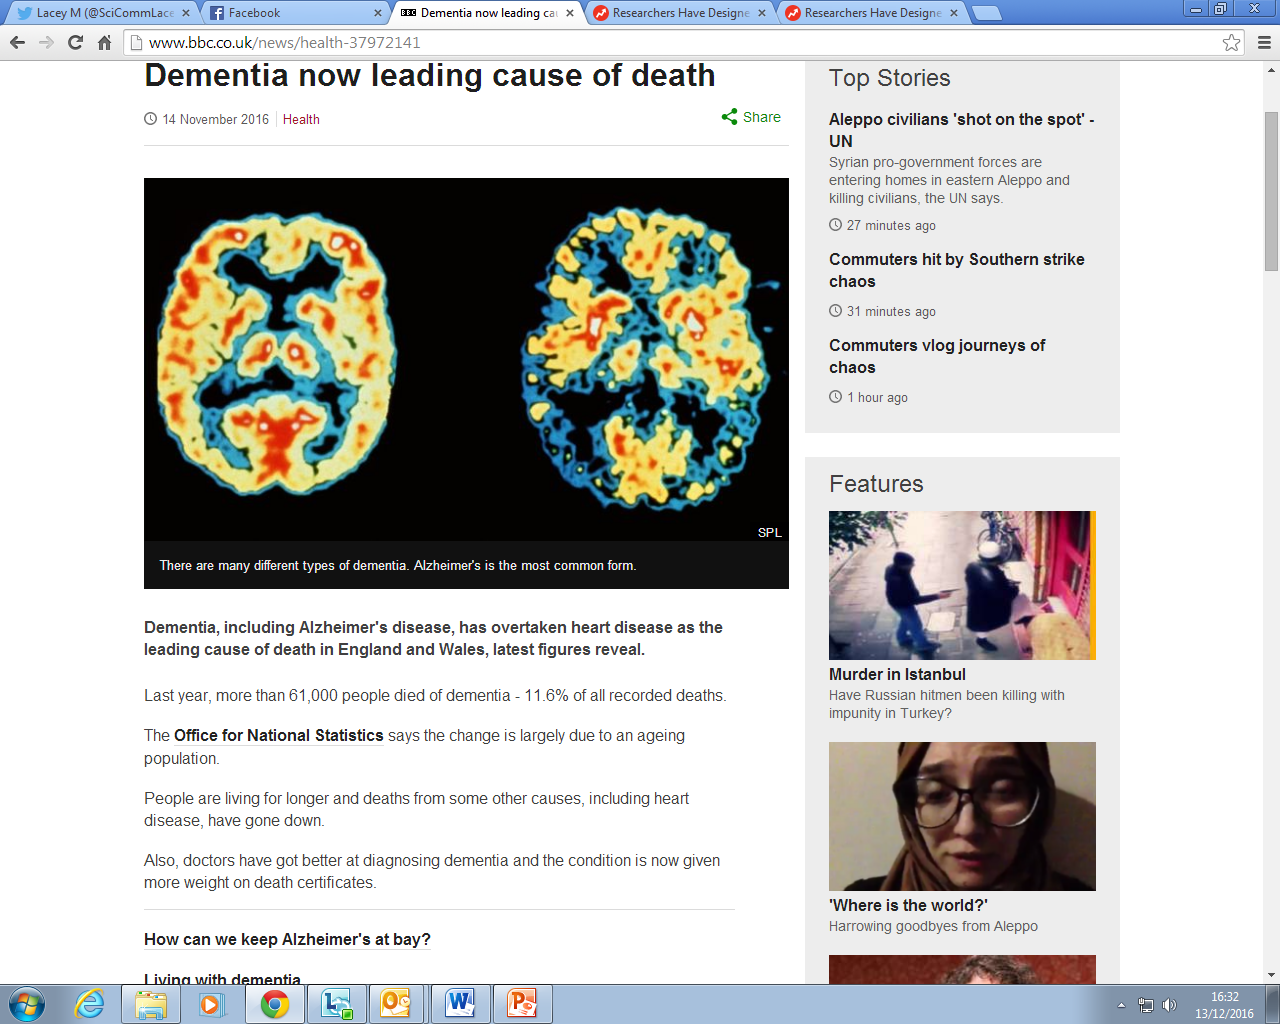 Lacey M (@SciCommLace
Facebook
Dementia now leading ca
Researchers Have Designe
Researchers Have Designe
www.bbc.co.uk/news/health-37972141
Dementia now leading cause of death
14 November 2016 Health
Share
SPL
There are many different types of dementia. Alzheimer's is the most common form.
Dementia, including Alzheimer's disease, has overtaken heart disease as the
leading cause of death in England and Wales, latest figures reveal.
Last year, more than 61,000 people died of dementia - 11.6% of all recorded deaths.
The Office for National Statistics says the change is largely due to an ageing
population.
People are living for longer and deaths from some other causes, including heart
disease, have gone down.
Also, doctors have got better at diagnosing dementia and the condition is now given
more weight on death certificates.
How can we keep Alzheimer's at bay?
Living with dementia
Top Stories
Aleppo civilians 'shot on the spot' -
UN
Syrian pro-government forces are
entering homes in eastern Aleppo and
killing civilians, the UN says.
27 minutes ago
Commuters hit by Southern strike
chaos
31 minutes ago
Commuters vlog journeys of
chaos
1 hour ago
Features
Murder in Istanbul
Have Russian hitmen been killing with
impunity in Turkey?
'Where is the world?'
Harrowing goodbyes from Aleppo
16:32
13/12/2016